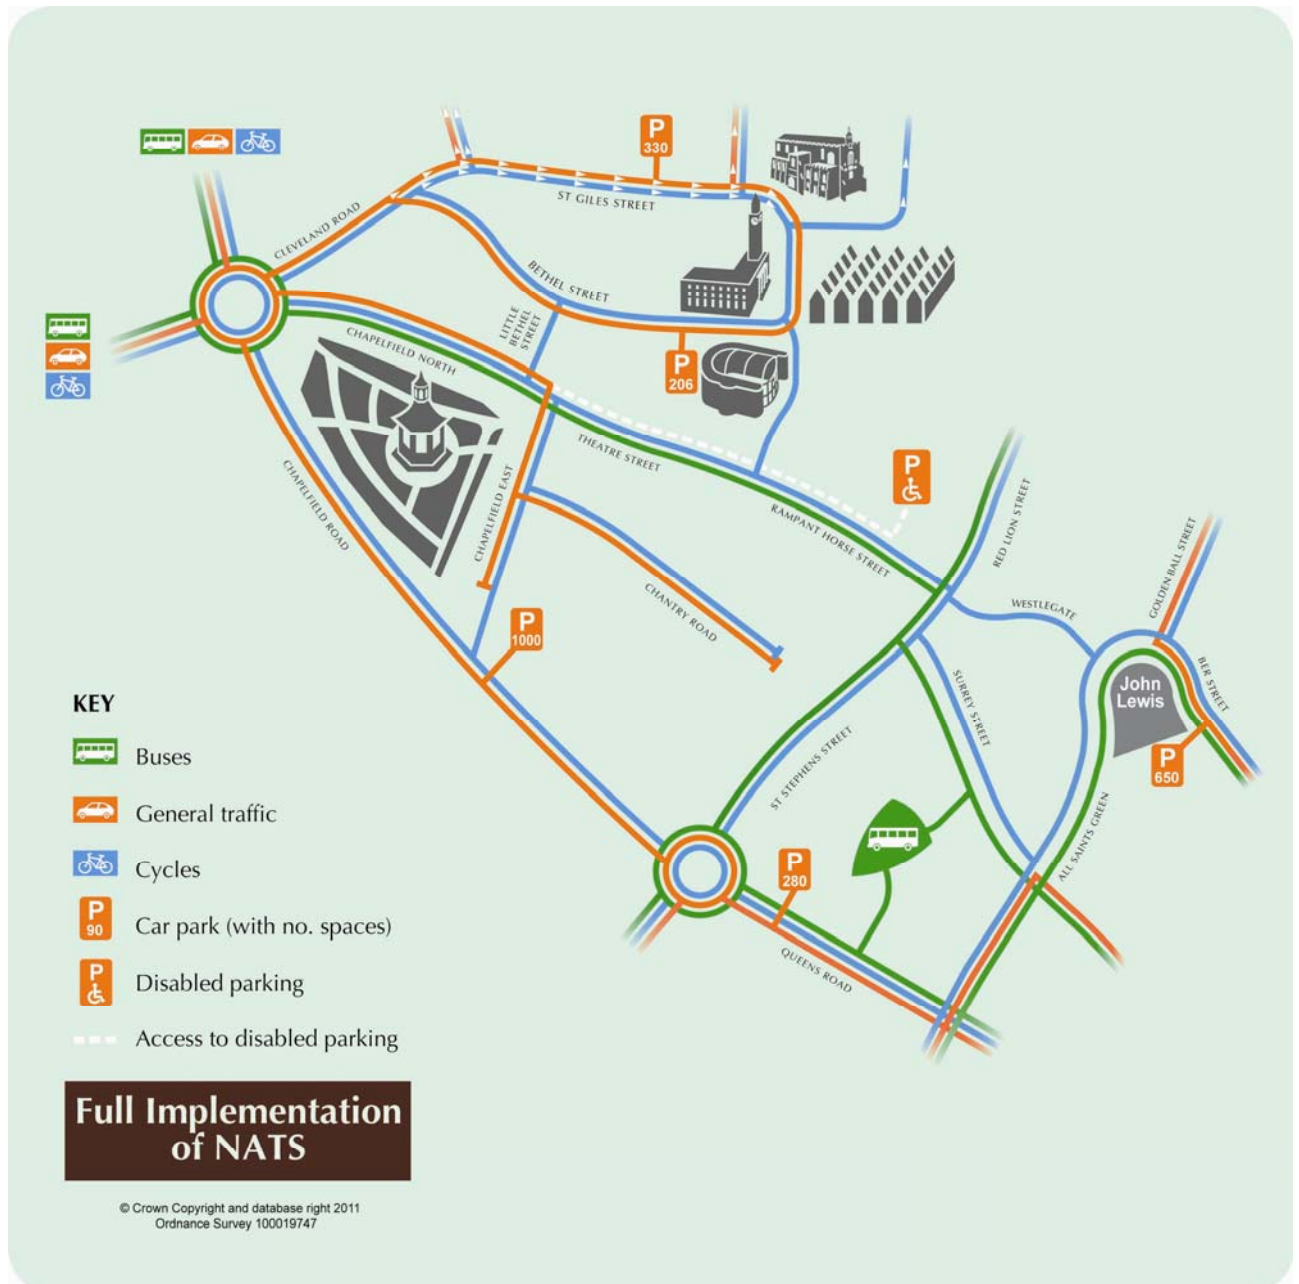 P
330
ST GILES STREET
CLEVELAND ROAD
BETHEL STREET
LITTLE
BETHEL
STREET
CHAPELFIELD NORTH
P
206
THEATRE STREET
P
RAMPANT HORSE STREET
RED LION STREET
CHAPELFIELD EAST
CHAPELFIELD ROAD
CHANTRY ROAD
WESTLEGATE
GOLDEN BALL STREET
BER STREET
P
1000
John
Lewis
SURREY STREET
P
650
ST STEPHENS STREET
ALL SAINTS GREEN
P
280
QUEENS ROAD
KEY
Buses
General traffic
Cycles
P
90
Car park (with no. spaces)
P
Disabled parking
Access to disabled parking
Full Implementation
of NATS
© Crown Copyright and database right 2011
Ordnance Survey 100019747